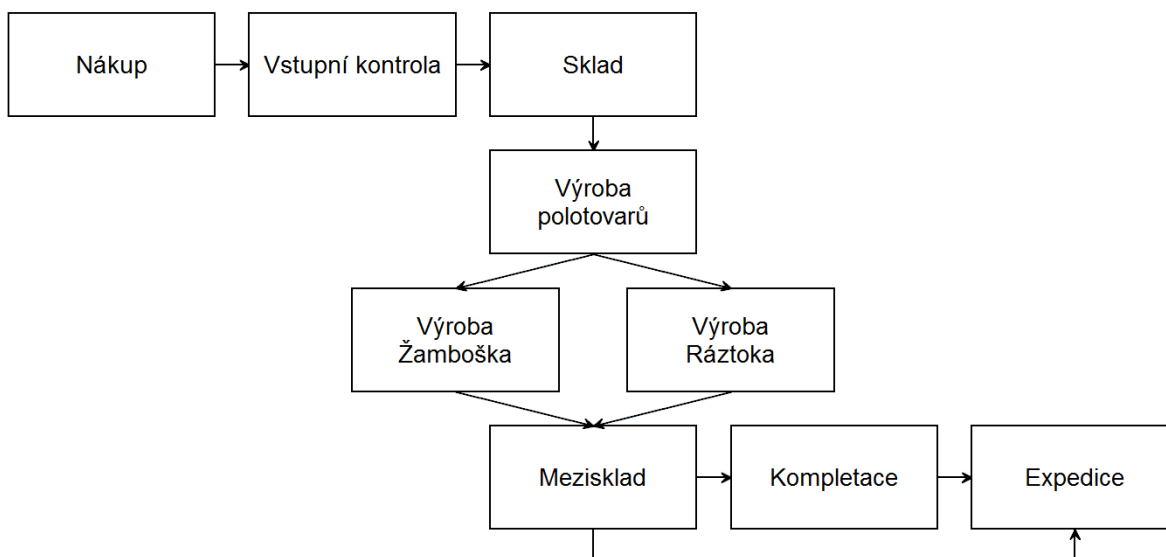 Nákup
Vstupní kontrola
Sklad
Výroba
polotovarů
Výroba
Žamboška
Výroba
Ráztoka
Mezisklad
Kompletace
Expedice